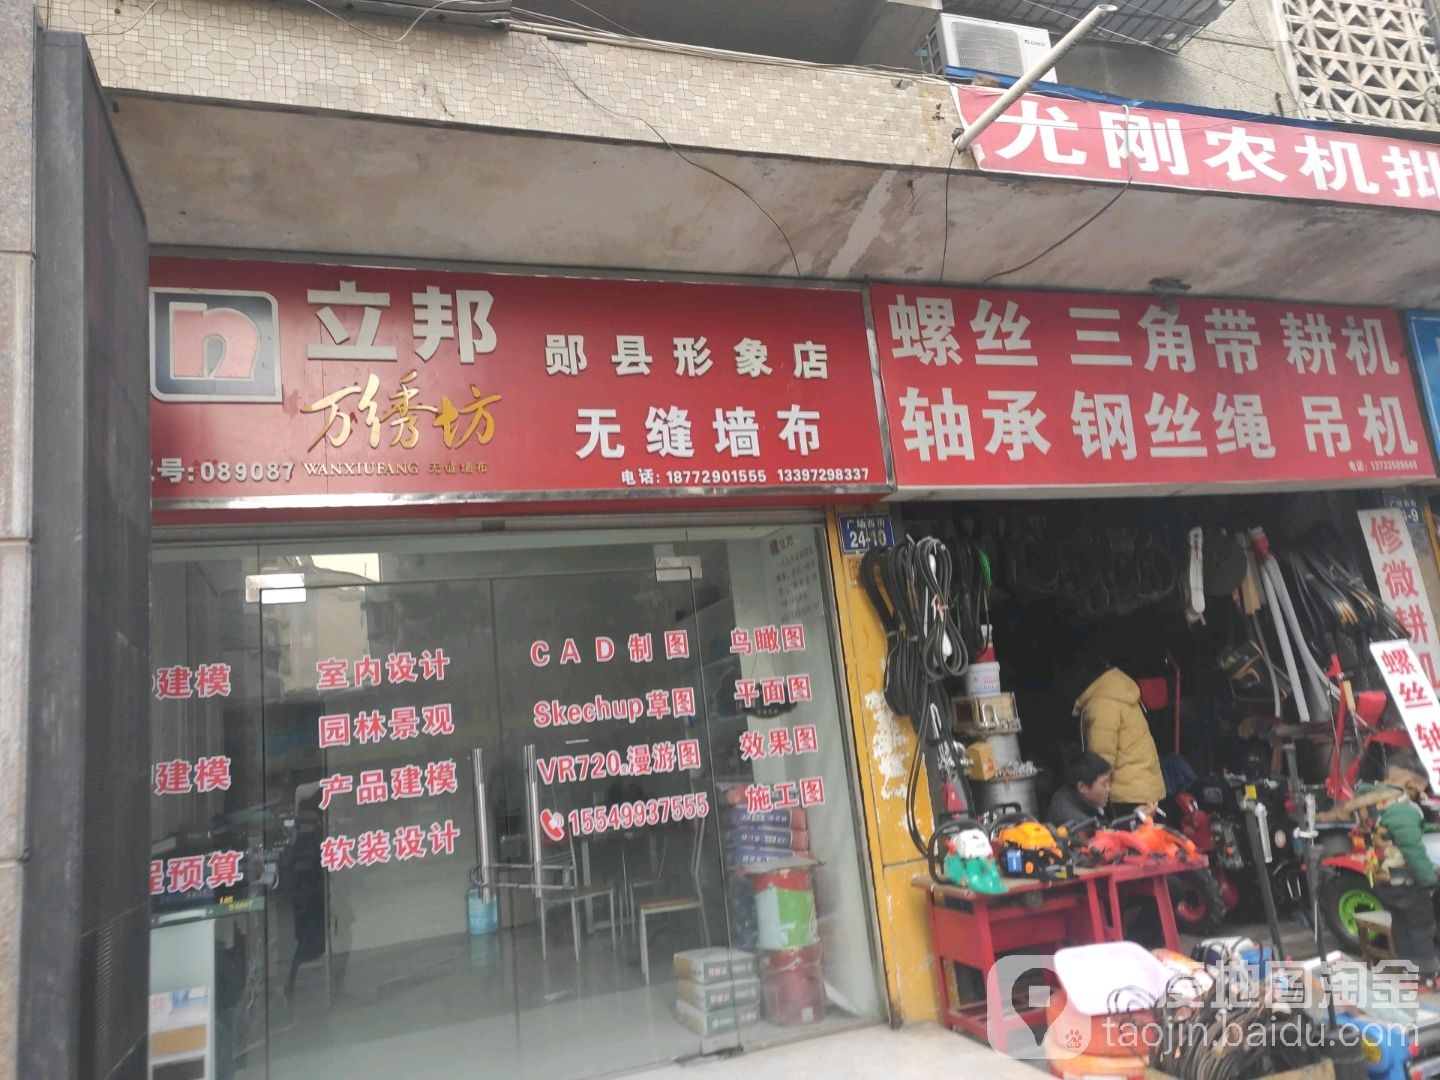 尤刚农机批
立邦
郧县形象店
万绣坊
无缝墙布
号:089087
WANXIUFANG 无缝墙布
电话: 18772901555 13397298337
螺丝 三角带 耕机
轴承 钢丝绳 吊机
广场西街
24-10
修微耕机
螺丝 轴承
建模
室内设计
CAD制图
鸟瞰图
园林景观
Skechup草图
平面图
建模
产品建模
VR720°漫游图
效果图
程预算
软装设计
15549937555
施工图
地图淘金
taojin.baidu.com